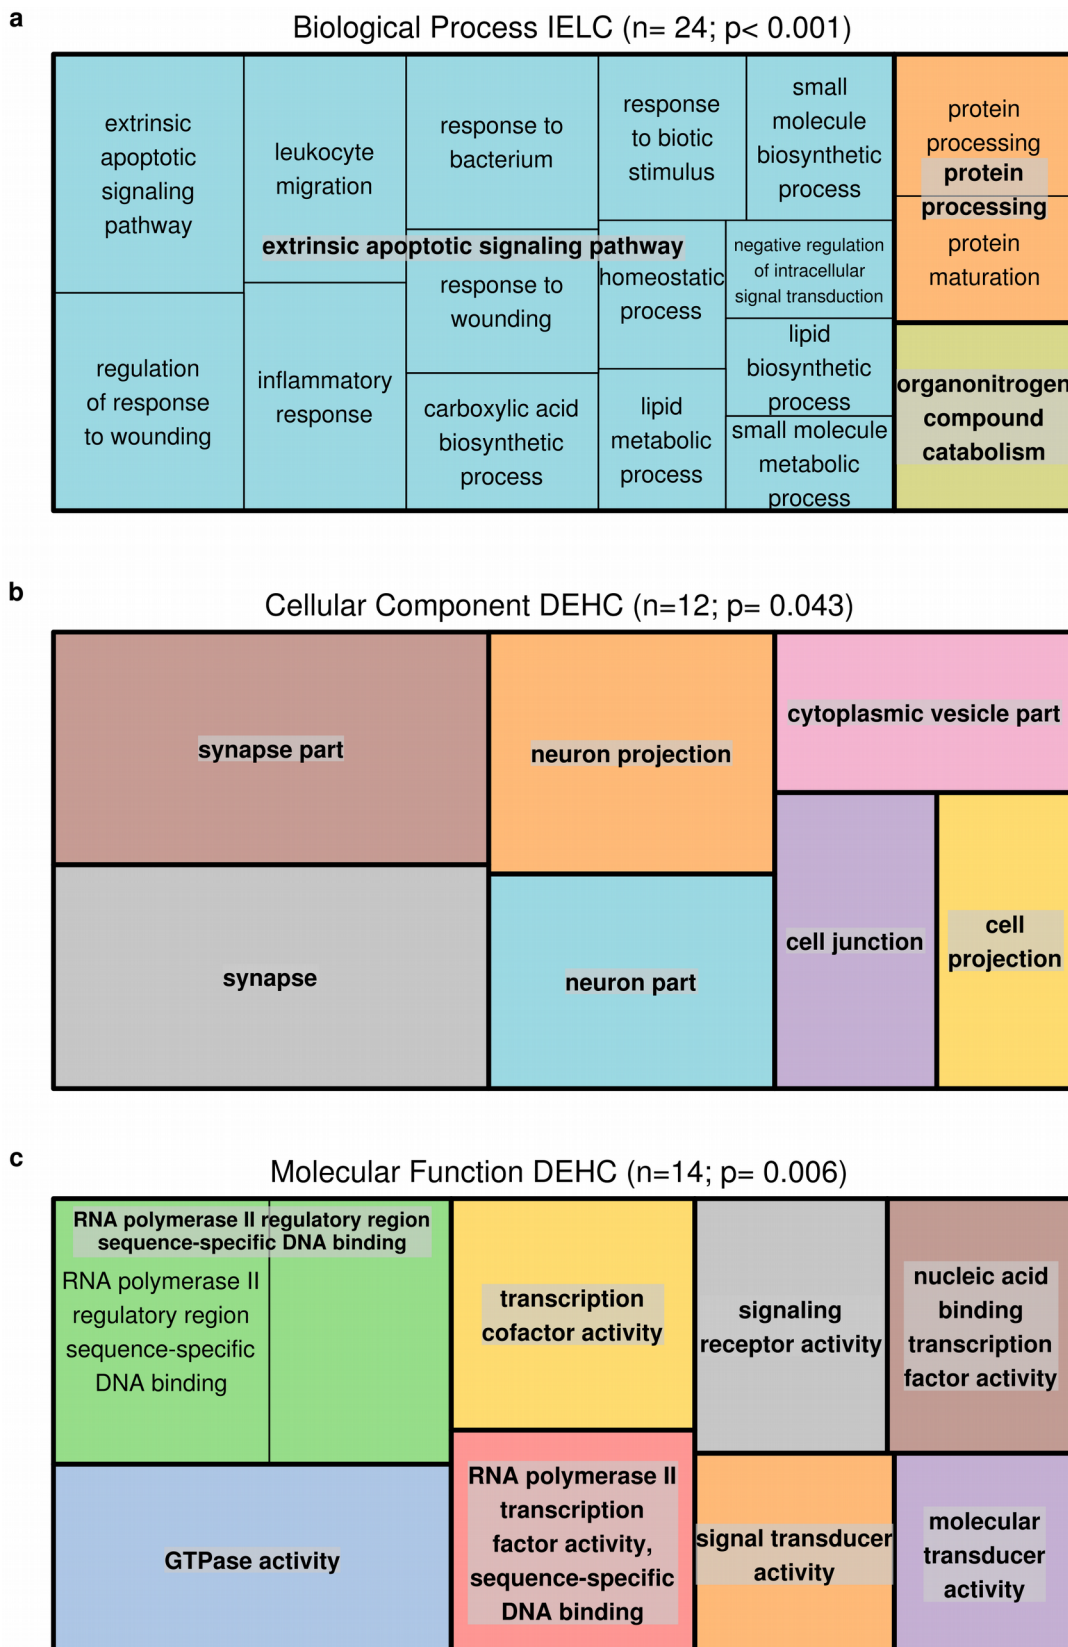 a
Biological Process IELC (n= 24; p< 0.001)
extrinsic
apoptotic
signaling
pathway
regulation
of response
to wounding
leukocyte
migration
inflammatory
response
extrinsic apoptotic signaling pathway
response to
bacterium
response to
wounding
carboxylic acid
biosynthetic
process
response
to biotic
stimulus
small
molecule
biosynthetic
process
homeostatic
process
lipid
metabolic
process
negative regulation
of intracellular
signal transduction
lipid
biosynthetic
process
small molecule
metabolic
process
protein
processing
protein
processing
protein
maturation
organonitrogen
compound
catabolism
b
Cellular Component DEHC (n=12; p= 0.043)
synapse part
synapse
neuron projection
neuron part
cytoplasmic vesicle part
cell junction
cell
projection
c
Molecular Function DEHC (n=14; p= 0.006)
RNA polymerase II regulatory region
sequence-specific DNA binding
RNA polymerase II
regulatory region
sequence-specific
DNA binding
GTPase activity
transcription
cofactor activity
RNA polymerase II
transcription
factor activity,
sequence-specific
DNA binding
signaling
receptor activity
nucleic acid
binding
transcription
factor activity
signal transducer
activity
molecular
transducer
activity